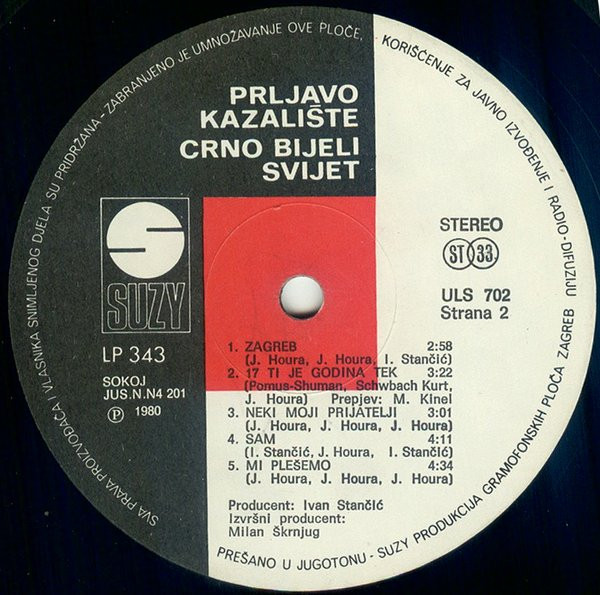 SVA PRAVA PROIZVOĐAČA I VLASNIKA SNIMLJENOG DJELA SU PRIDRŽANA - ZABRANJENO JE UMNOŽAVANJE OVE PLOČE, KORIŠĆENJE ZA JAVNO IZVOĐENJE I RADIO-DIFUZIJU
PRLJAVO
KAZALIŠTE
CRNO BIJELI
SVIJET
S
SUZY
LP 343
SOKOJ
JUS.N.N4 201
Ⓟ 1980
STEREO
ST 33
ULS 702
Strana 2
1. ZAGREB 2:58
(J. Houra, J. Houra, I. Stančić)
2. 17 TI JE GODINA TEK 3:22
(Pomus-Shuman, Schwbach Kurt,
J. Houra) Prepjev: M. Kinel
3. NEKI MOJI PRIJATELJI 3:01
(J. Houra, J. Houra, J. Houra)
4. SAM 4:11
(I. Stančić, J. Houra, I. Stančić)
5. MI PLEŠEMO 4:34
(J. Houra, J. Houra, J. Houra)
Producent: Ivan Stančić
Izvršni producent:
Milan Škrnjug
PREŠANO U JUGOTONU - SUZY PRODUKCIJA GRAMOFONSKIH PLOČA ZAGREB